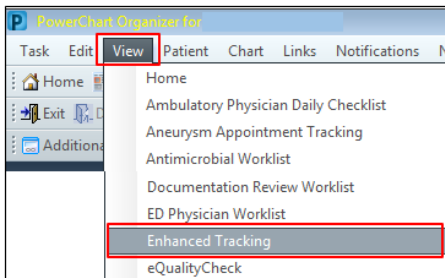 P PowerChart Organizer for
Task Edit View Patient Chart Links Notifications
Home
Exit
Additiona
Home
Ambulatory Physician Daily Checklist
Aneurysm Appointment Tracking
Antimicrobial Worklist
Documentation Review Worklist
ED Physician Worklist
Enhanced Tracking
eQualityCheck